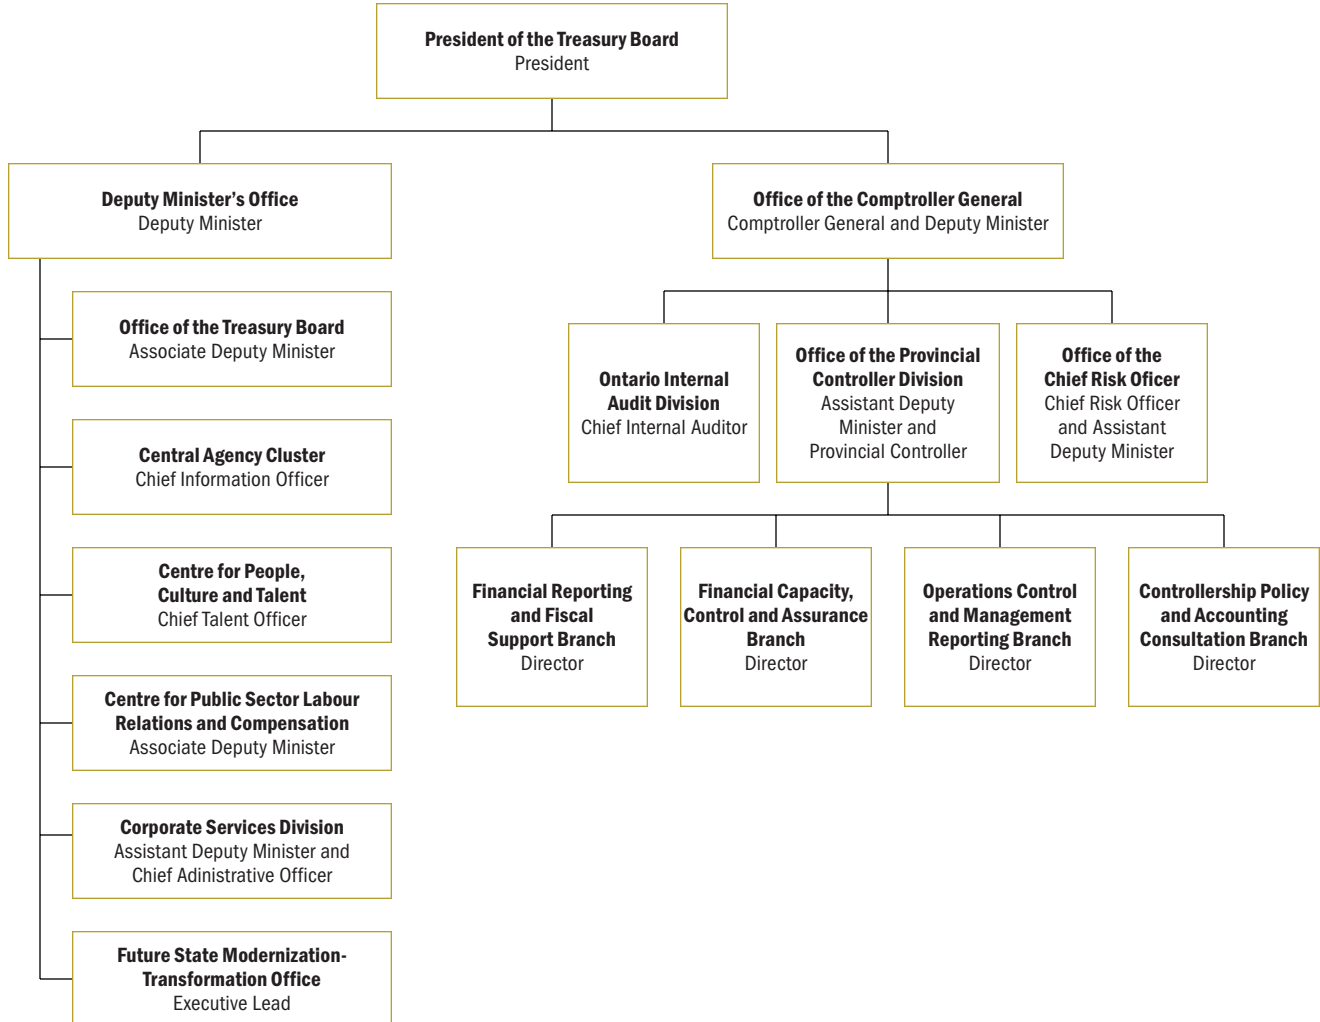 President of the Treasury Board
President
Deputy Minister’s Office
Deputy Minister
Office of the Comptroller General
Comptroller General and Deputy Minister
Office of the Treasury Board
Associate Deputy Minister
Central Agency Cluster
Chief Information Officer
Centre for People,
Culture and Talent
Chief Talent Officer
Centre for Public Sector Labour
Relations and Compensation
Associate Deputy Minister
Corporate Services Division
Assistant Deputy Minister and
Chief Adinistrative Officer
Future State Modernization-
Transformation Office
Executive Lead
Ontario Internal
Audit Division
Chief Internal Auditor
Office of the Provincial
Controller Division
Assistant Deputy
Minister and
Provincial Controller
Office of the
Chief Risk Oficer
Chief Risk Officer
and Assistant
Deputy Minister
Financial Reporting
and Fiscal
Support Branch
Director
Financial Capacity,
Control and Assurance
Branch
Director
Operations Control
and Management
Reporting Branch
Director
Controllership Policy
and Accounting
Consultation Branch
Director